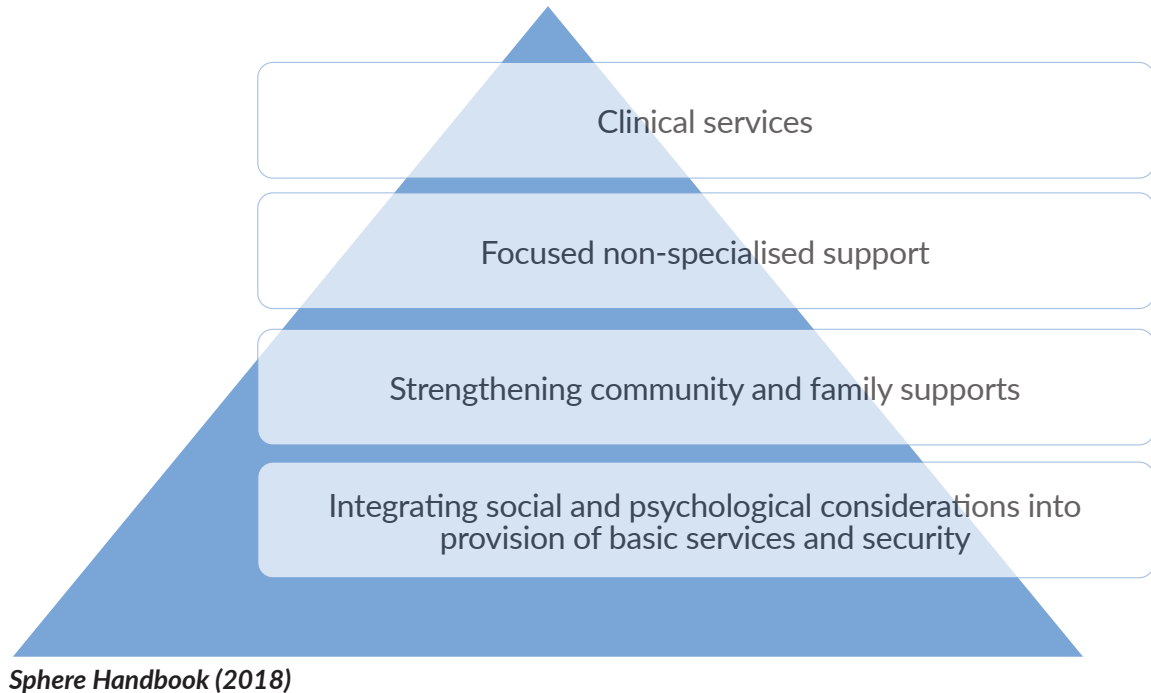 Clinical services
Focused non-specialised support
Strengthening community and family supports
Integrating social and psychological considerations into
provision of basic services and security
Sphere Handbook (2018)